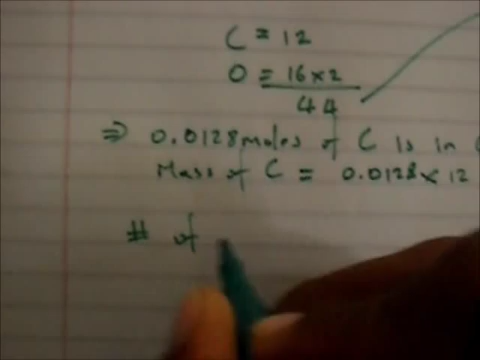 C = 12
O = 16 x 2
44
⇒ 0.0128 moles of C is in
Mass of C = 0.0128 x 12
# of